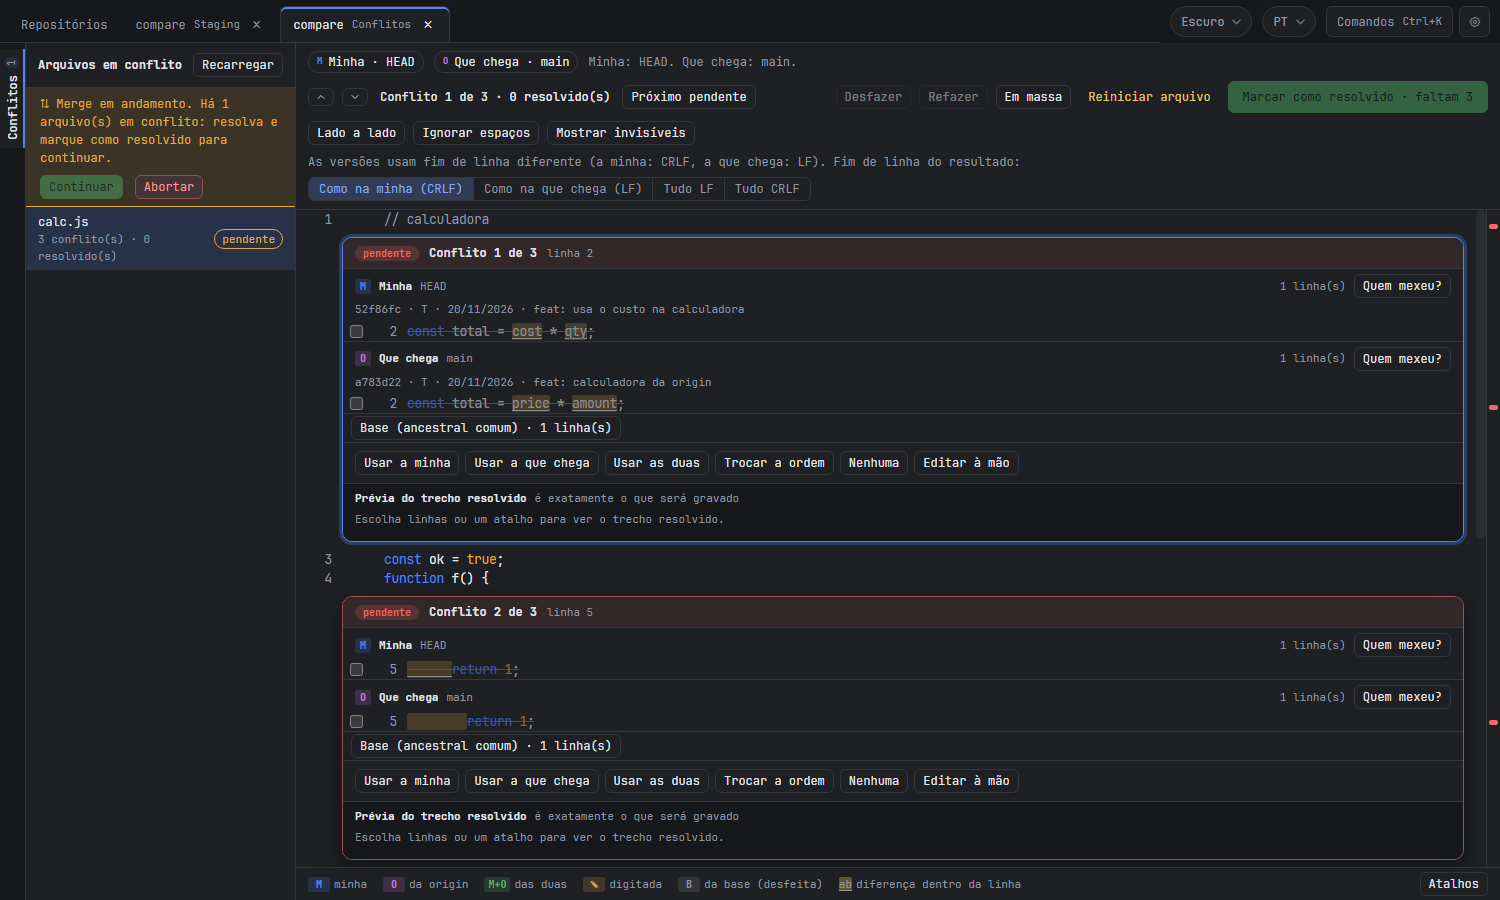 Repositórios
compare Staging ×
compare Conflitos ×
Escuro
PT
Comandos Ctrl+K
Conflitos 1
Arquivos em conflito
Recarregar
⇅ Merge em andamento. Há 1
arquivo(s) em conflito: resolva e
marque como resolvido para
continuar.
Continuar
Abortar
calc.js
3 conflito(s) · 0
resolvido(s)
pendente
M Minha · HEAD
O Que chega · main
Minha: HEAD. Que chega: main.
Conflito 1 de 3 · 0 resolvido(s)
Próximo pendente
Desfazer
Refazer
Em massa
Reiniciar arquivo
Marcar como resolvido · faltam 3
Lado a lado
Ignorar espaços
Mostrar invisíveis
As versões usam fim de linha diferente (a minha: CRLF, a que chega: LF). Fim de linha do resultado:
Como na minha (CRLF)
Como na que chega (LF)
Tudo LF
Tudo CRLF
1 // calculadora
pendente Conflito 1 de 3 linha 2
M Minha HEAD
1 linha(s) Quem mexeu?
52f86fc · T · 20/11/2026 · feat: usa o custo na calculadora
2 const total = cost * qty;
O Que chega main
1 linha(s) Quem mexeu?
a783d22 · T · 20/11/2026 · feat: calculadora da origin
2 const total = price * amount;
Base (ancestral comum) · 1 linha(s)
Usar a minha
Usar a que chega
Usar as duas
Trocar a ordem
Nenhuma
Editar à mão
Prévia do trecho resolvido é exatamente o que será gravado
Escolha linhas ou um atalho para ver o trecho resolvido.
3 const ok = true;
4 function f() {
pendente Conflito 2 de 3 linha 5
M Minha HEAD
1 linha(s) Quem mexeu?
5 return 1;
O Que chega main
1 linha(s) Quem mexeu?
5 return 1;
Base (ancestral comum) · 1 linha(s)
Usar a minha
Usar a que chega
Usar as duas
Trocar a ordem
Nenhuma
Editar à mão
Prévia do trecho resolvido é exatamente o que será gravado
Escolha linhas ou um atalho para ver o trecho resolvido.
M minha
O da origin
M+O das duas
✎ digitada
B da base (desfeita)
ab diferença dentro da linha
Atalhos